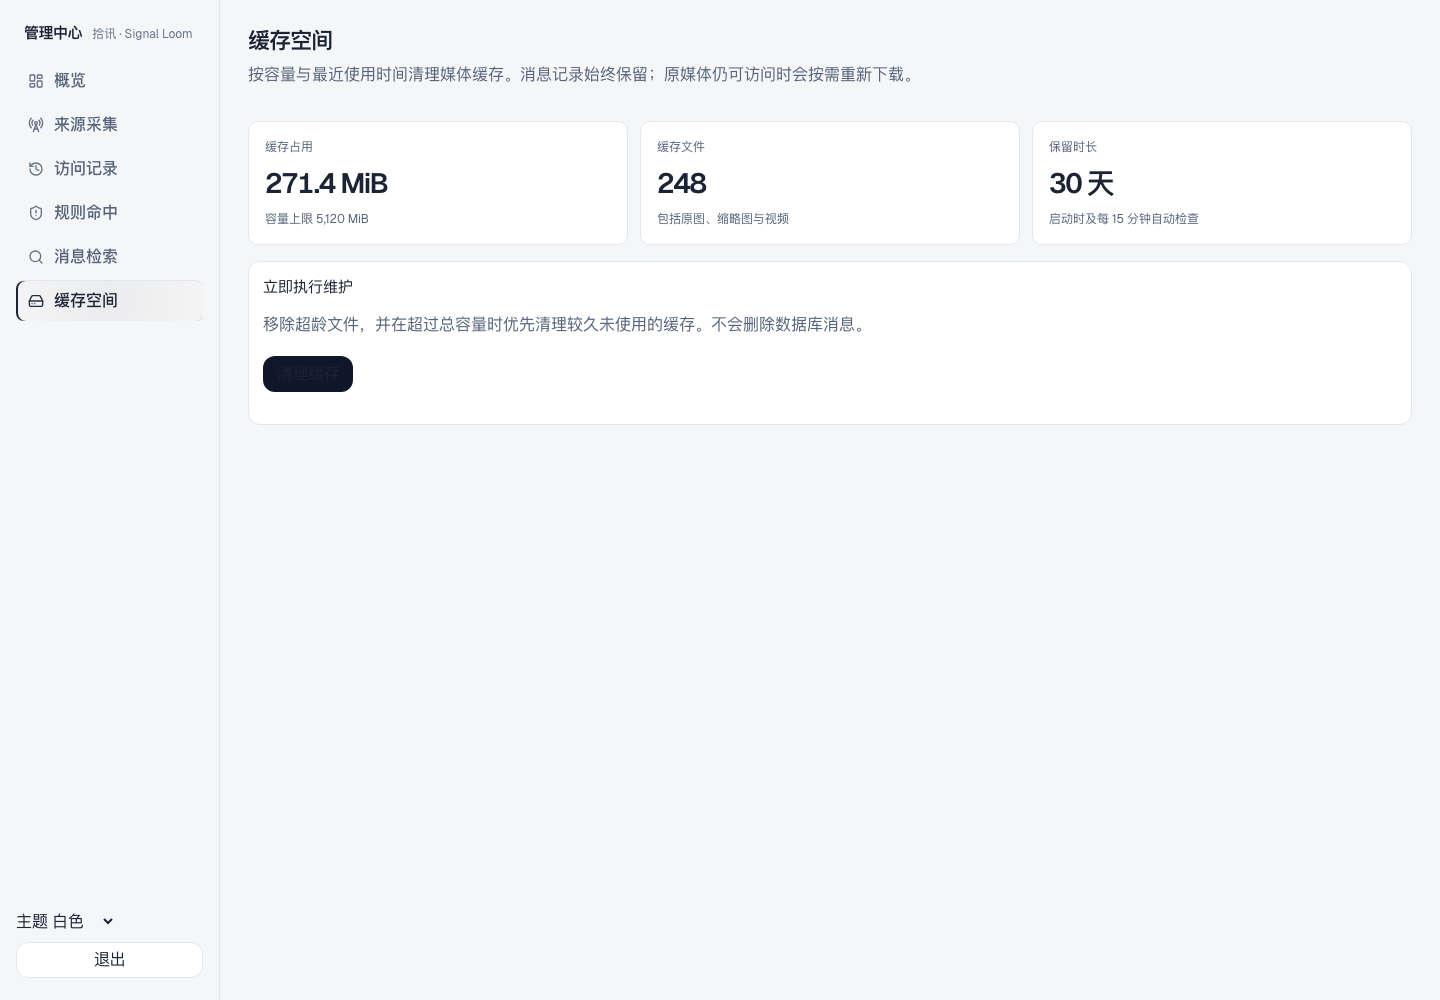 管理中心 拾讯 · Signal Loom
概览
来源采集
访问记录
规则命中
消息检索
缓存空间
主题 白色
退出
缓存空间
按容量与最近使用时间清理媒体缓存。消息记录始终保留；原媒体仍可访问时会按需重新下载。
缓存占用
271.4 MiB
容量上限 5,120 MiB
缓存文件
248
包括原图、缩略图与视频
保留时长
30 天
启动时及每 15 分钟自动检查
立即执行维护
移除超龄文件，并在超过总容量时优先清理较久未使用的缓存。不会删除数据库消息。
清理缓存